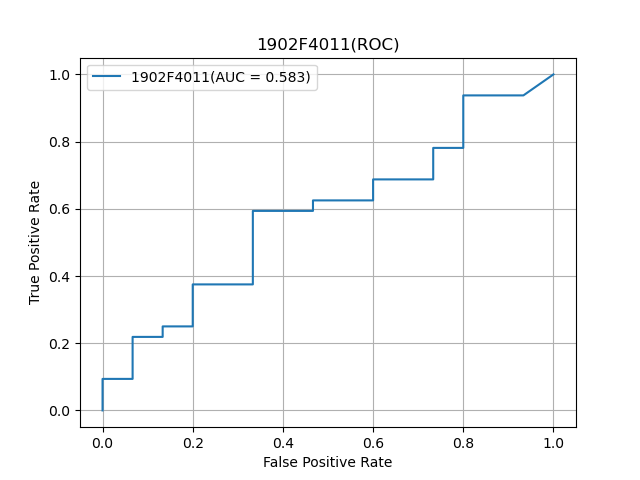 1902F4011(ROC)
1902F4011(AUC = 0.583)
True Positive Rate
1.0
0.8
0.6
0.4
0.2
0.0
0.0 0.2 0.4 0.6 0.8 1.0
False Positive Rate